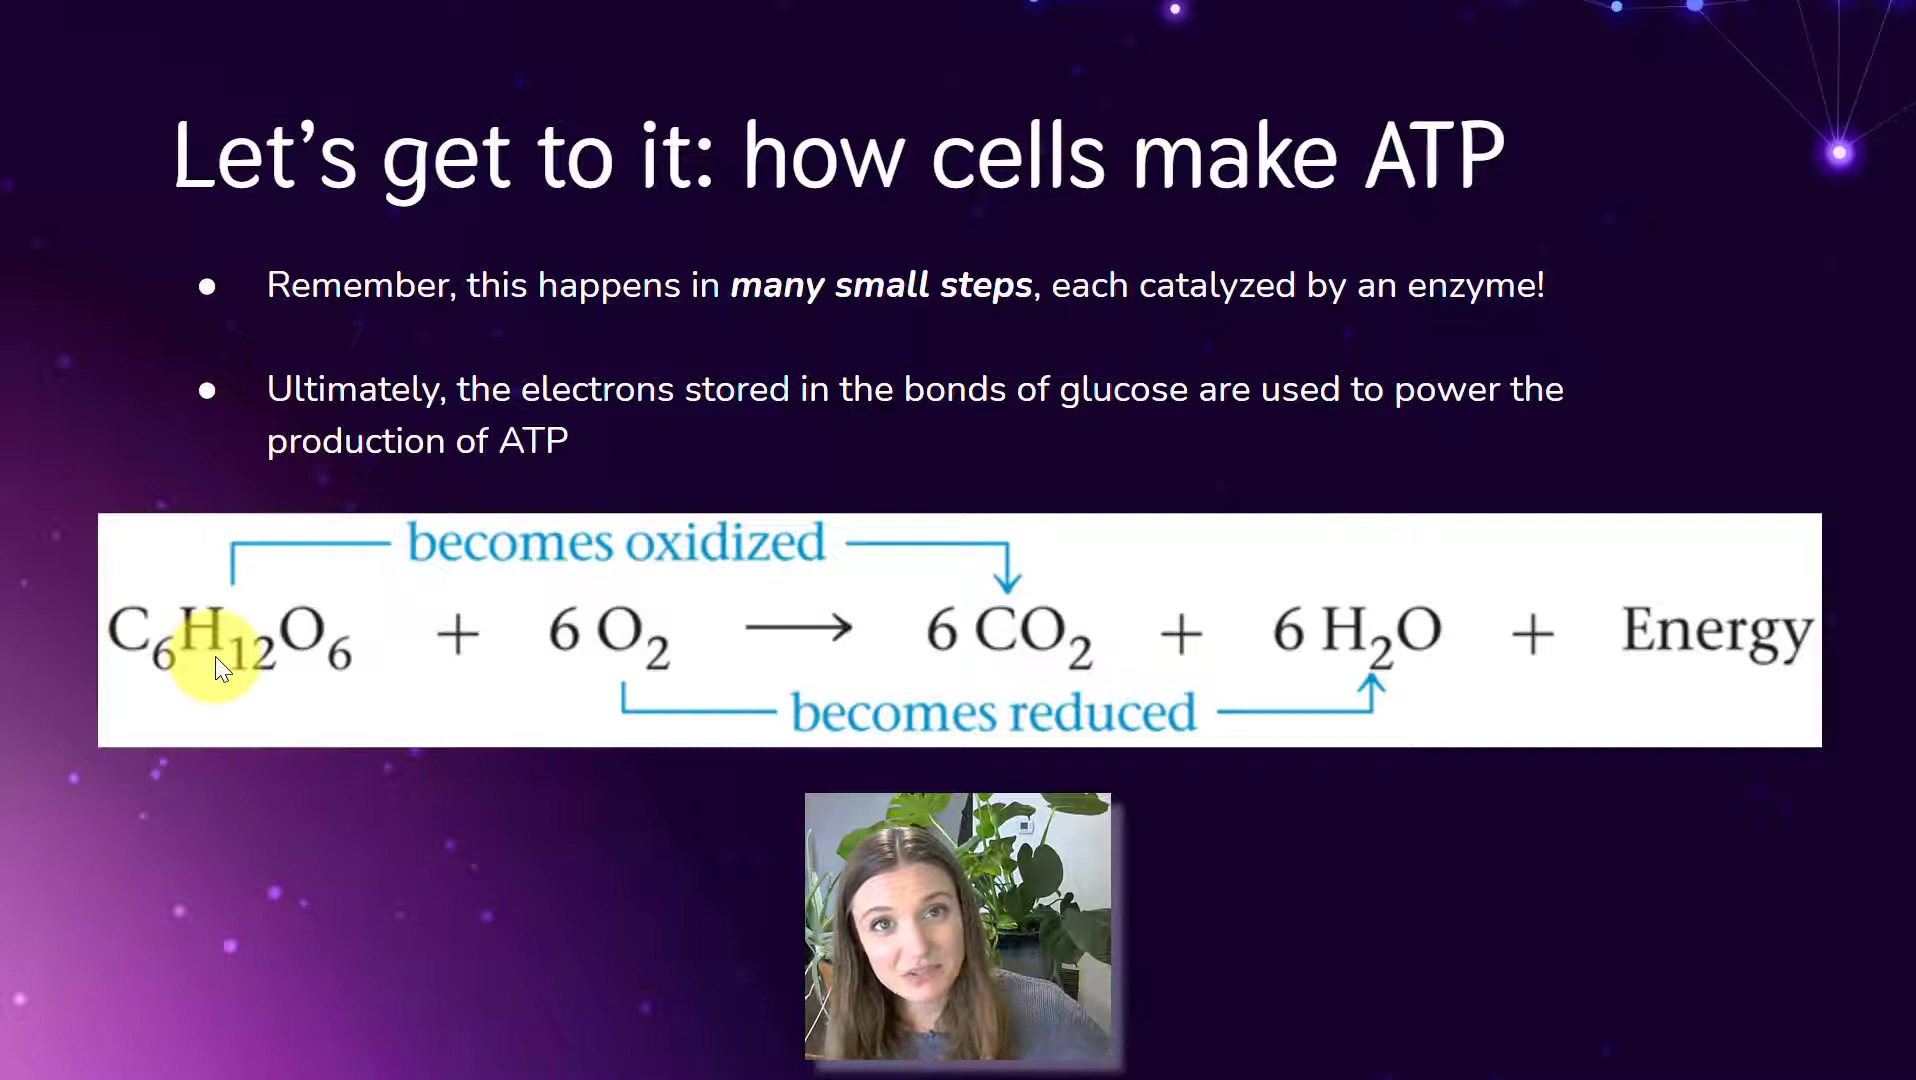 Let’s get to it: how cells make ATP
● Remember, this happens in many small steps, each catalyzed by an enzyme!
● Ultimately, the electrons stored in the bonds of glucose are used to power the
production of ATP
becomes oxidized
C₆H₁₂O₆ + 6 O₂ ⟶ 6 CO₂ + 6 H₂O + Energy
becomes reduced